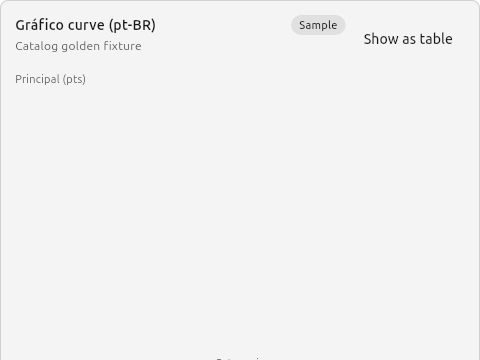 Gráfico curve (pt-BR)
Sample
Show as table
Catalog golden fixture
Principal (pts)